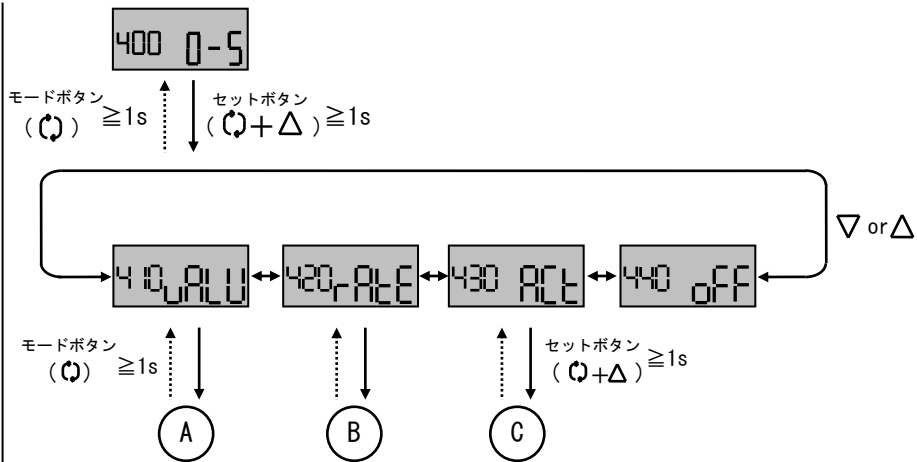 400 0-5
モードボタン
(⟳) ≧1s
セットボタン
(⟳+△) ≧1s
▽ or △
410 vALU
420 rAtE
430 ACt
440 oFF
モードボタン
(⟳) ≧1s
セットボタン
(⟳+△) ≧1s
A
B
C